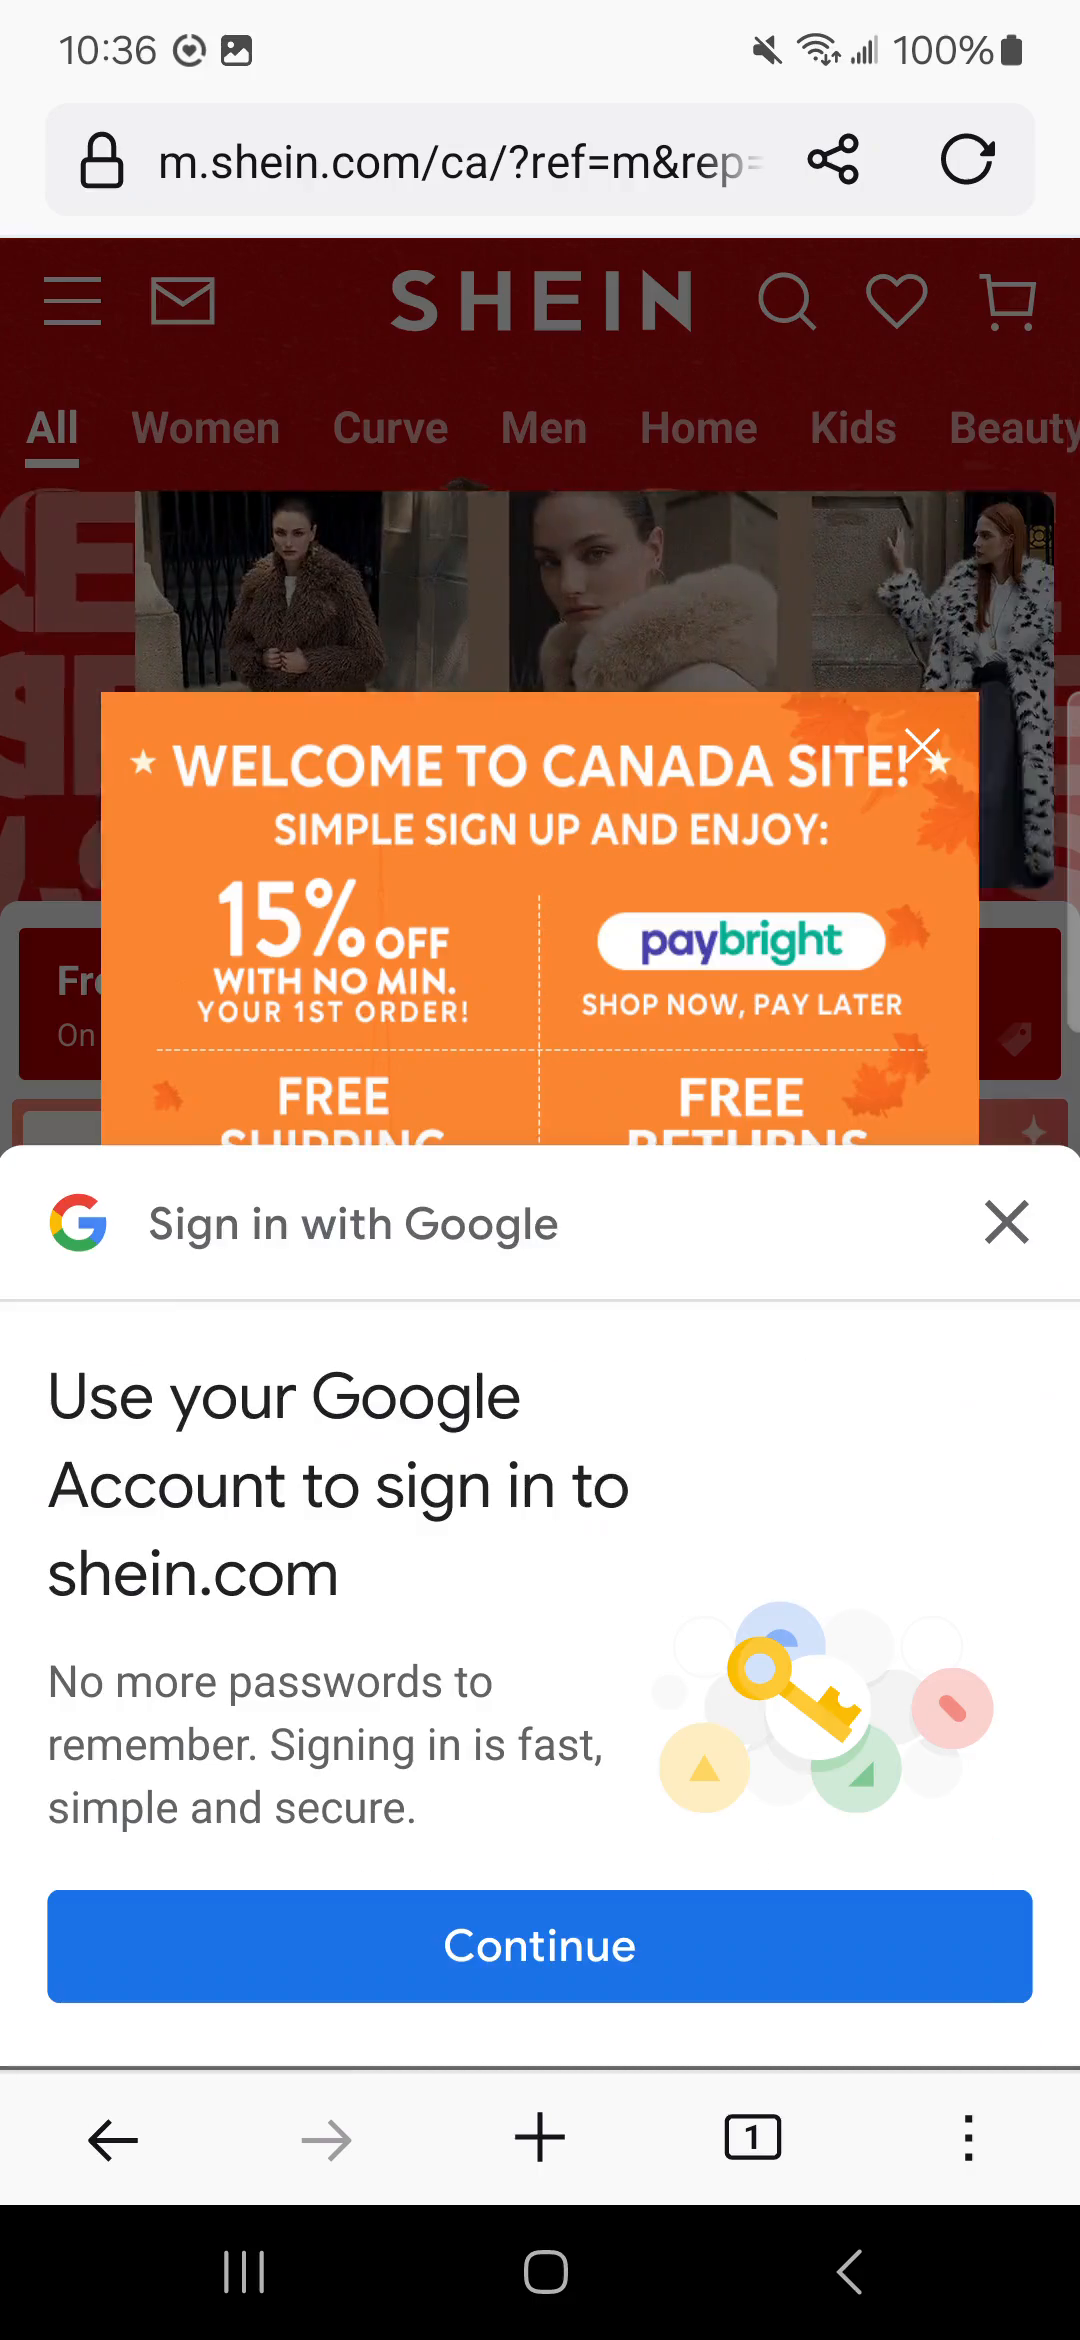 10:36
100%
m.shein.com/ca/?ref=m&rep=
SHEIN
All Women Curve Men Home Kids Beauty
WELCOME TO CANADA SITE!
SIMPLE SIGN UP AND ENJOY:
15% OFF
WITH NO MIN.
YOUR 1ST ORDER!
paybright
SHOP NOW, PAY LATER
Fre
On
FREE
SHIPPING
FREE
RETURNS
Sign in with Google
Use your Google
Account to sign in to
shein.com
No more passwords to
remember. Signing in is fast,
simple and secure.
Continue
1